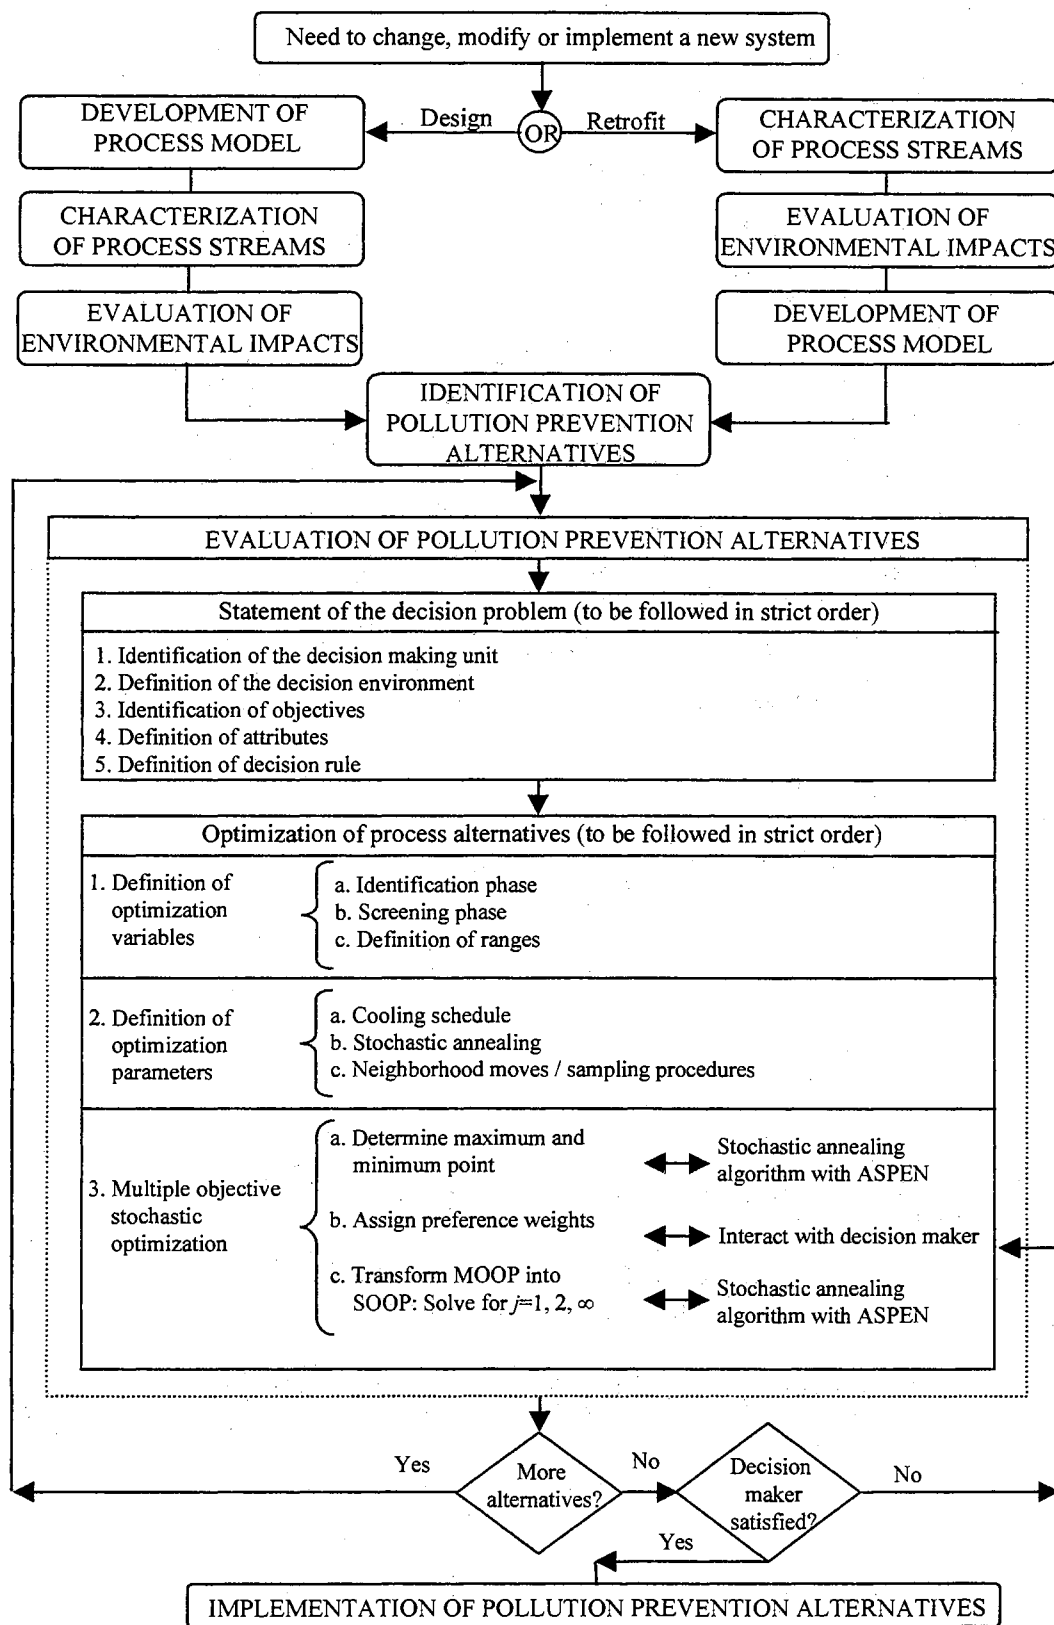 Need to change, modify or implement a new system
DEVELOPMENT OF
PROCESS MODEL
Design
OR
Retrofit
CHARACTERIZATION
OF PROCESS STREAMS
CHARACTERIZATION
OF PROCESS STREAMS
EVALUATION OF
ENVIRONMENTAL IMPACTS
EVALUATION OF
ENVIRONMENTAL IMPACTS
DEVELOPMENT OF
PROCESS MODEL
IDENTIFICATION OF
POLLUTION PREVENTION
ALTERNATIVES
EVALUATION OF POLLUTION PREVENTION ALTERNATIVES
Statement of the decision problem (to be followed in strict order)
1. Identification of the decision making unit
2. Definition of the decision environment
3. Identification of objectives
4. Definition of attributes
5. Definition of decision rule
Optimization of process alternatives (to be followed in strict order)
1. Definition of
optimization
variables
a. Identification phase
b. Screening phase
c. Definition of ranges
2. Definition of
optimization
parameters
a. Cooling schedule
b. Stochastic annealing
c. Neighborhood moves / sampling procedures
3. Multiple objective
stochastic
optimization
a. Determine maximum and
minimum point
Stochastic annealing
algorithm with ASPEN
b. Assign preference weights
Interact with decision maker
c. Transform MOOP into
SOOP: Solve for j=1, 2, ∞
Stochastic annealing
algorithm with ASPEN
Yes
More
alternatives?
No
Decision
maker
satisfied?
No
Yes
IMPLEMENTATION OF POLLUTION PREVENTION ALTERNATIVES